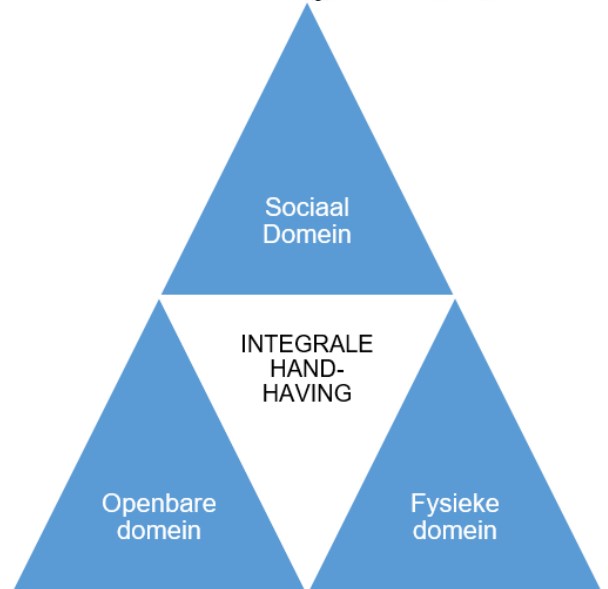 Sociaal
Domein
INTEGRALE
HAND-
HAVING
Openbare
domein
Fysieke
domein